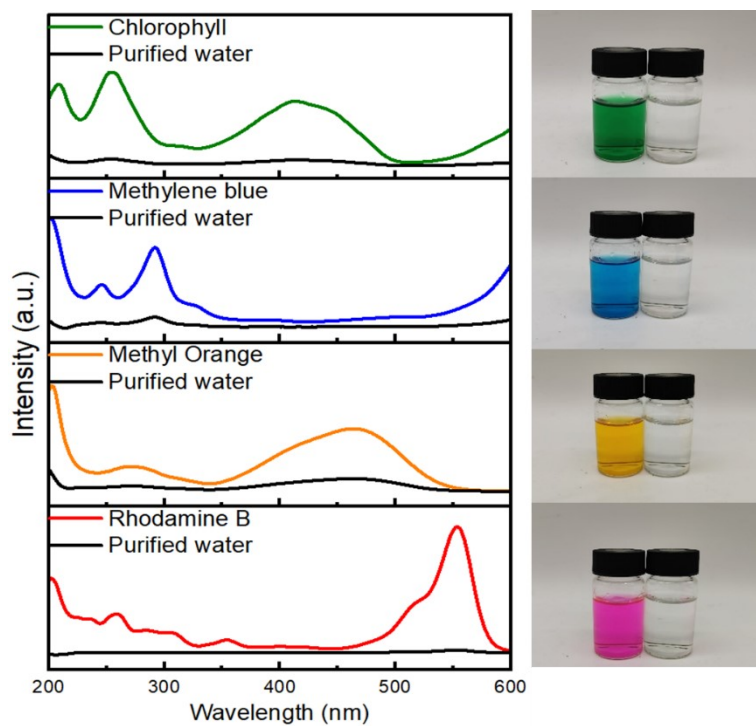 Chlorophyll
Purified water
Methylene blue
Purified water
Methyl Orange
Purified water
Rhodamine B
Purified water
Intensity (a.u.)
200 300 400 500 600
Wavelength (nm)